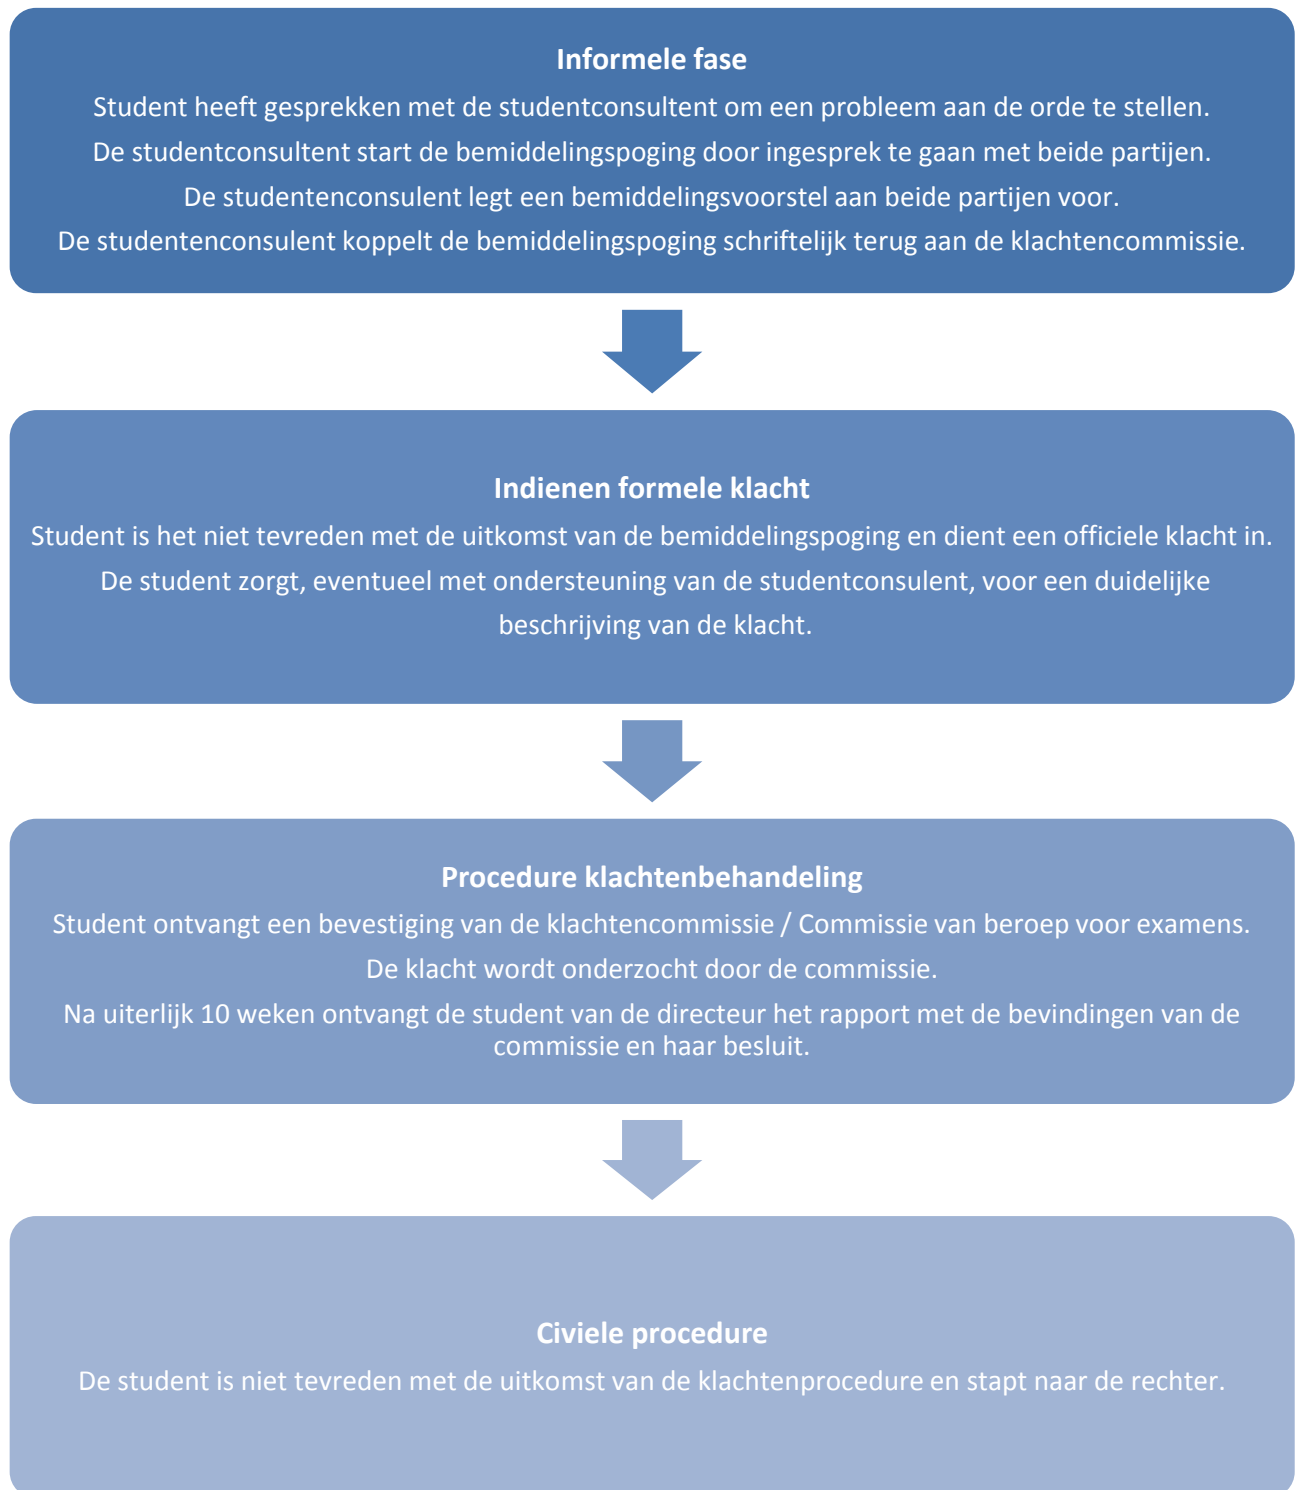 Informele fase
Student heeft gesprekken met de studentconsultent om een probleem aan de orde te stellen.
De studentconsultent start de bemiddelingspoging door ingesprek te gaan met beide partijen.
De studentenconsulent legt een bemiddelingsvoorstel aan beide partijen voor.
De studentenconsulent koppelt de bemiddelingspoging schriftelijk terug aan de klachtencommissie.
Indienen formele klacht
Student is het niet tevreden met de uitkomst van de bemiddelingspoging en dient een officiele klacht in.
De student zorgt, eventueel met ondersteuning van de studentconsulent, voor een duidelijke
beschrijving van de klacht.
Procedure klachtenbehandeling
Student ontvangt een bevestiging van de klachtencommissie / Commissie van beroep voor examens.
De klacht wordt onderzocht door de commissie.
Na uiterlijk 10 weken ontvangt de student van de directeur het rapport met de bevindingen van de
commissie en haar besluit.
Civiele procedure
De student is niet tevreden met de uitkomst van de klachtenprocedure en stapt naar de rechter.